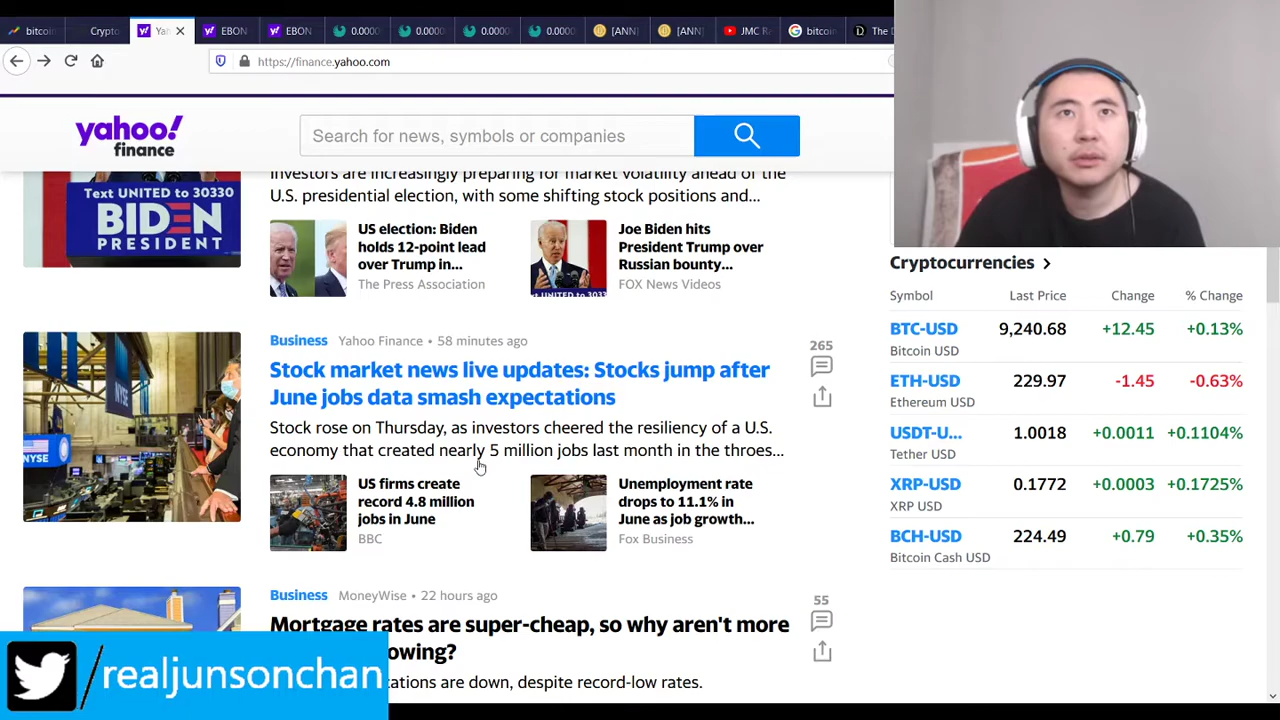 bitcoin
Crypto
Ya
EBON
EBON
0.0000
0.0000
0.0000
0.0000
[ANN]
[ANN]
JMC R
bitcoin
The D
https://finance.yahoo.com
yahoo!
finance
Search for news, symbols or companies
Investors are increasingly preparing for market volatility ahead of the
U.S. presidential election, with some shifting stock positions and...
Text UNITED to 30330
BIDEN
PRESIDENT
US election: Biden
holds 12-point lead
over Trump in...
The Press Association
Joe Biden hits
President Trump over
Russian bounty...
FOX News Videos
Business
Yahoo Finance • 58 minutes ago
Stock market news live updates: Stocks jump after
June jobs data smash expectations
Stock rose on Thursday, as investors cheered the resiliency of a U.S.
economy that created nearly 5 million jobs last month in the throes...
265
NYSE
NYSE
US firms create
record 4.8 million
jobs in June
BBC
Unemployment rate
drops to 11.1% in
June as job growth...
Fox Business
Business
MoneyWise • 22 hours ago
Mortgage rates are super-cheap, so why aren't more
owing?
ations are down, despite record-low rates.
55
Cryptocurrencies
Symbol Last Price Change % Change
BTC-USD 9,240.68 +12.45 +0.13%
Bitcoin USD
ETH-USD 229.97 -1.45 -0.63%
Ethereum USD
USDT-U... 1.0018 +0.0011 +0.1104%
Tether USD
XRP-USD 0.1772 +0.0003 +0.1725%
XRP USD
BCH-USD 224.49 +0.79 +0.35%
Bitcoin Cash USD
/realjunsonchan